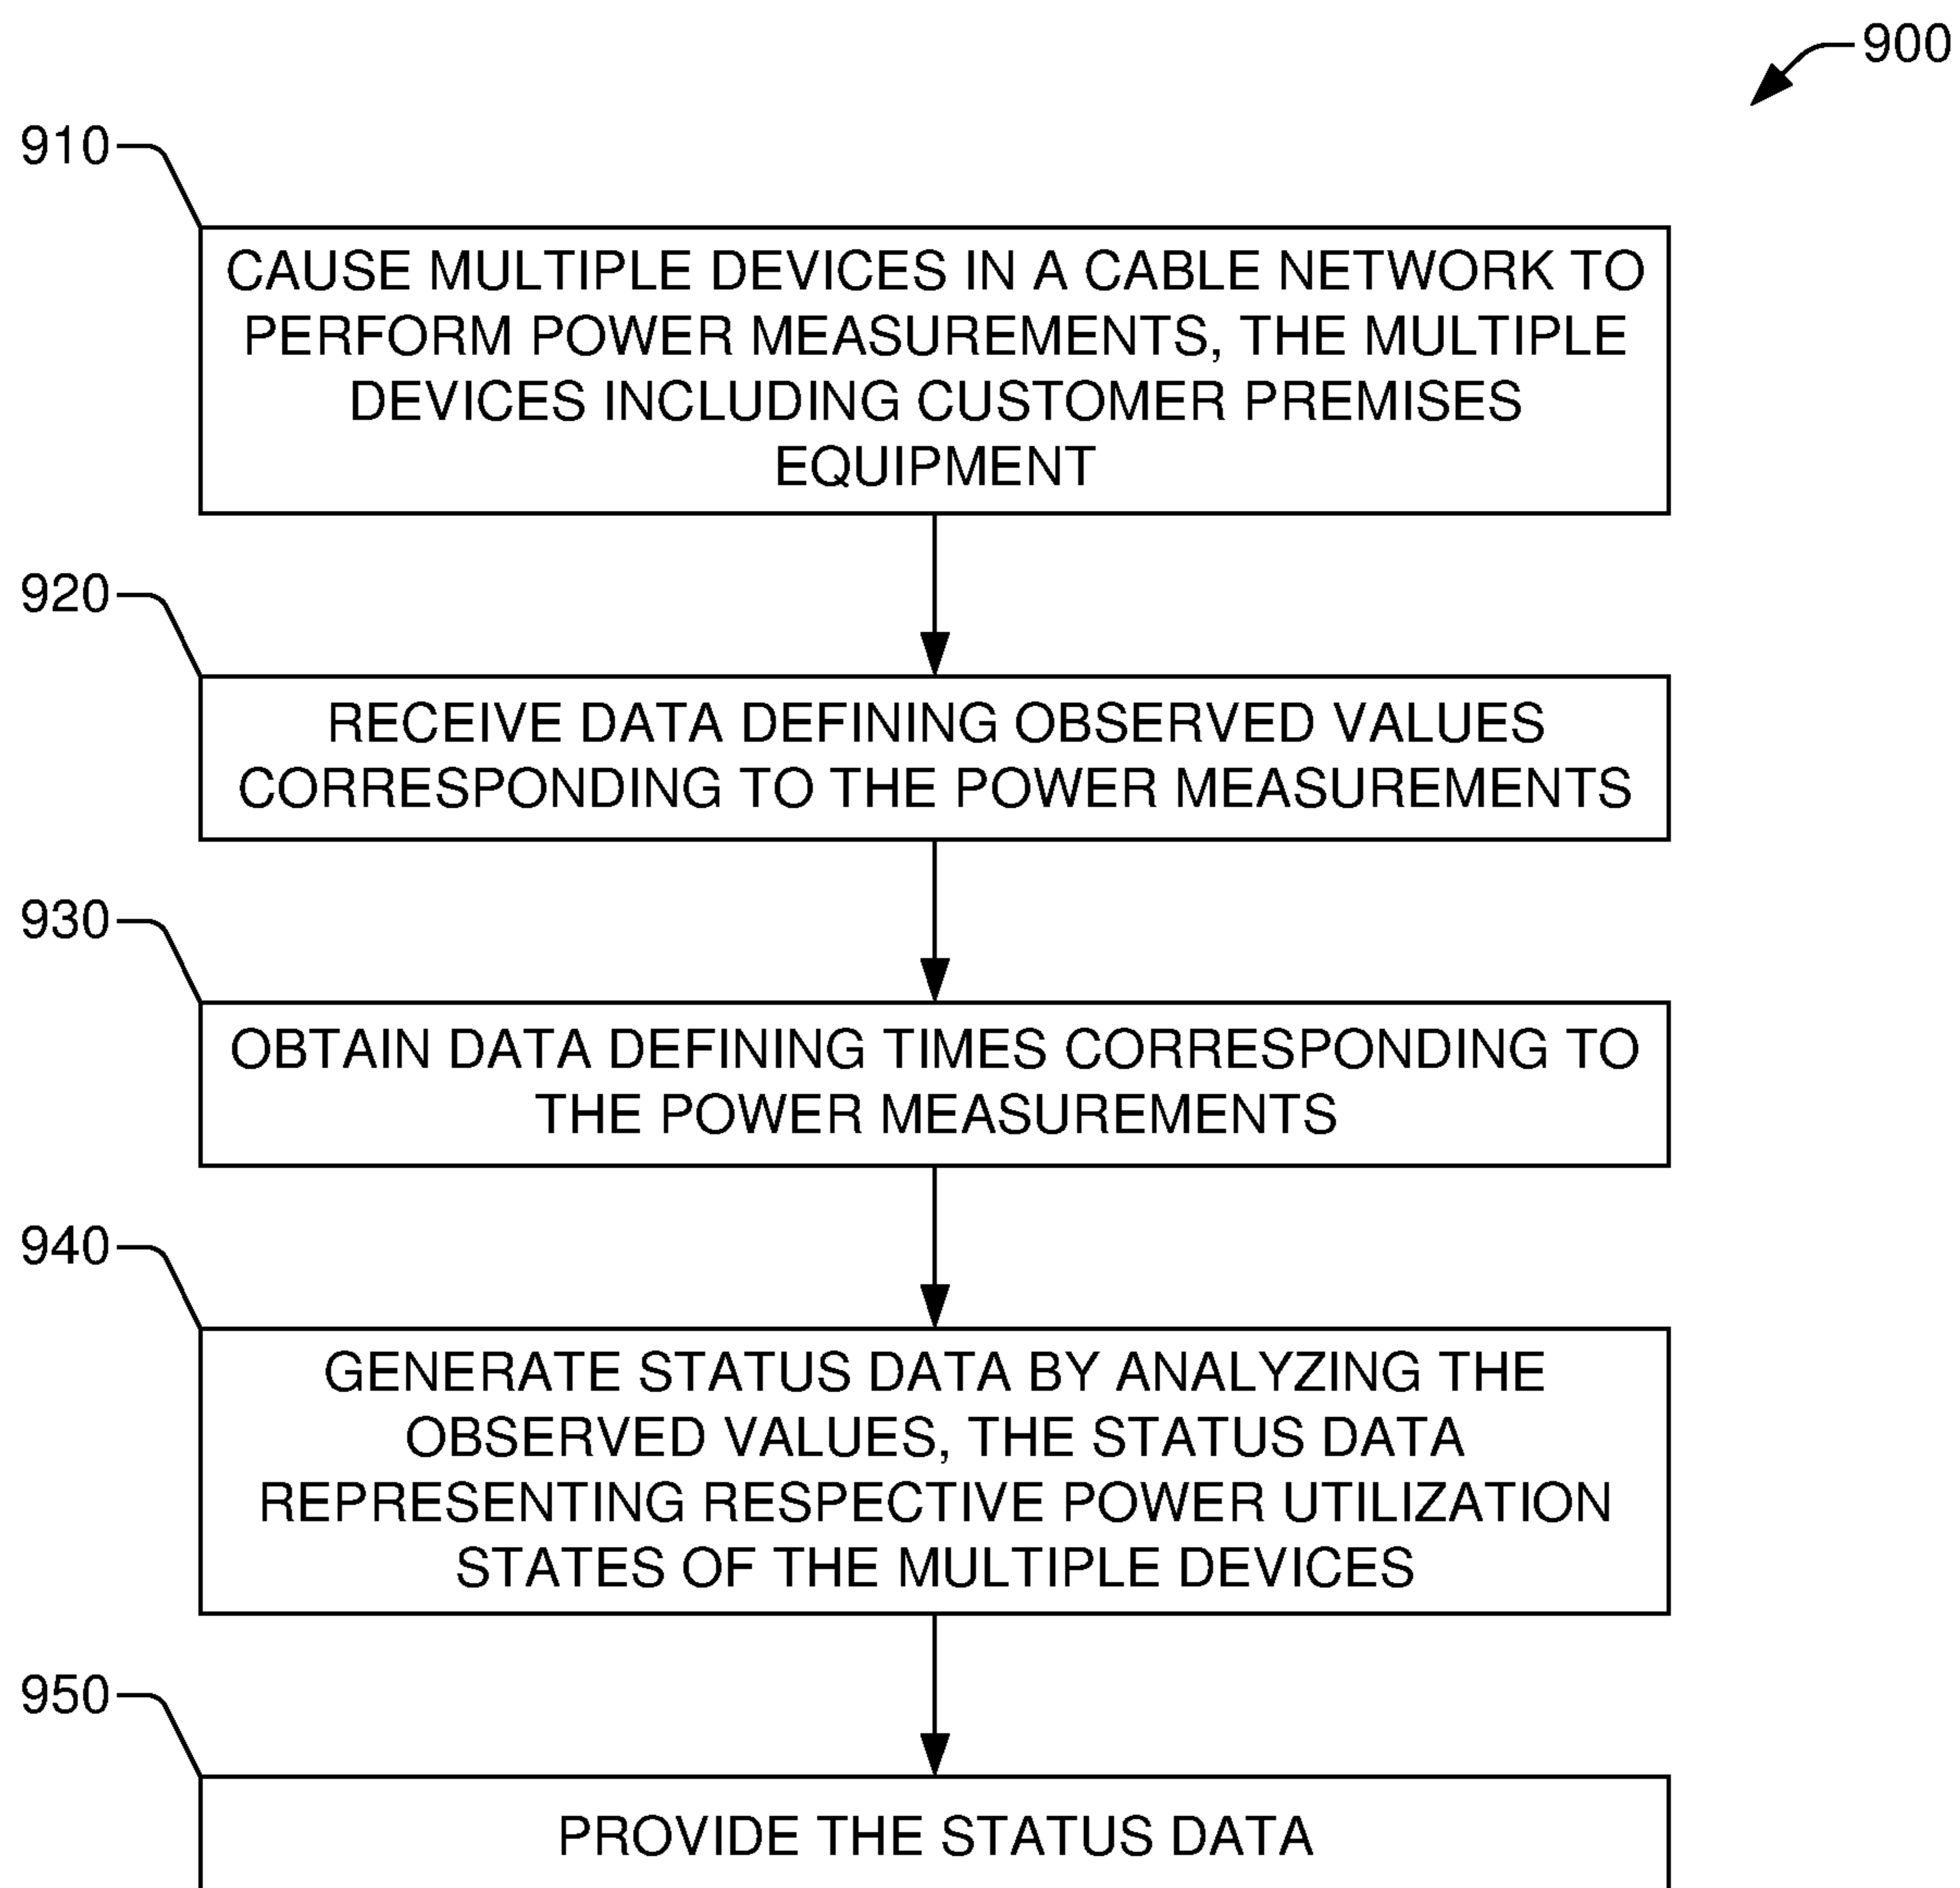 900
910
CAUSE MULTIPLE DEVICES IN A CABLE NETWORK TO
PERFORM POWER MEASUREMENTS, THE MULTIPLE
DEVICES INCLUDING CUSTOMER PREMISES
EQUIPMENT
920
RECEIVE DATA DEFINING OBSERVED VALUES
CORRESPONDING TO THE POWER MEASUREMENTS
930
OBTAIN DATA DEFINING TIMES CORRESPONDING TO
THE POWER MEASUREMENTS
940
GENERATE STATUS DATA BY ANALYZING THE
OBSERVED VALUES, THE STATUS DATA
REPRESENTING RESPECTIVE POWER UTILIZATION
STATES OF THE MULTIPLE DEVICES
950
PROVIDE THE STATUS DATA